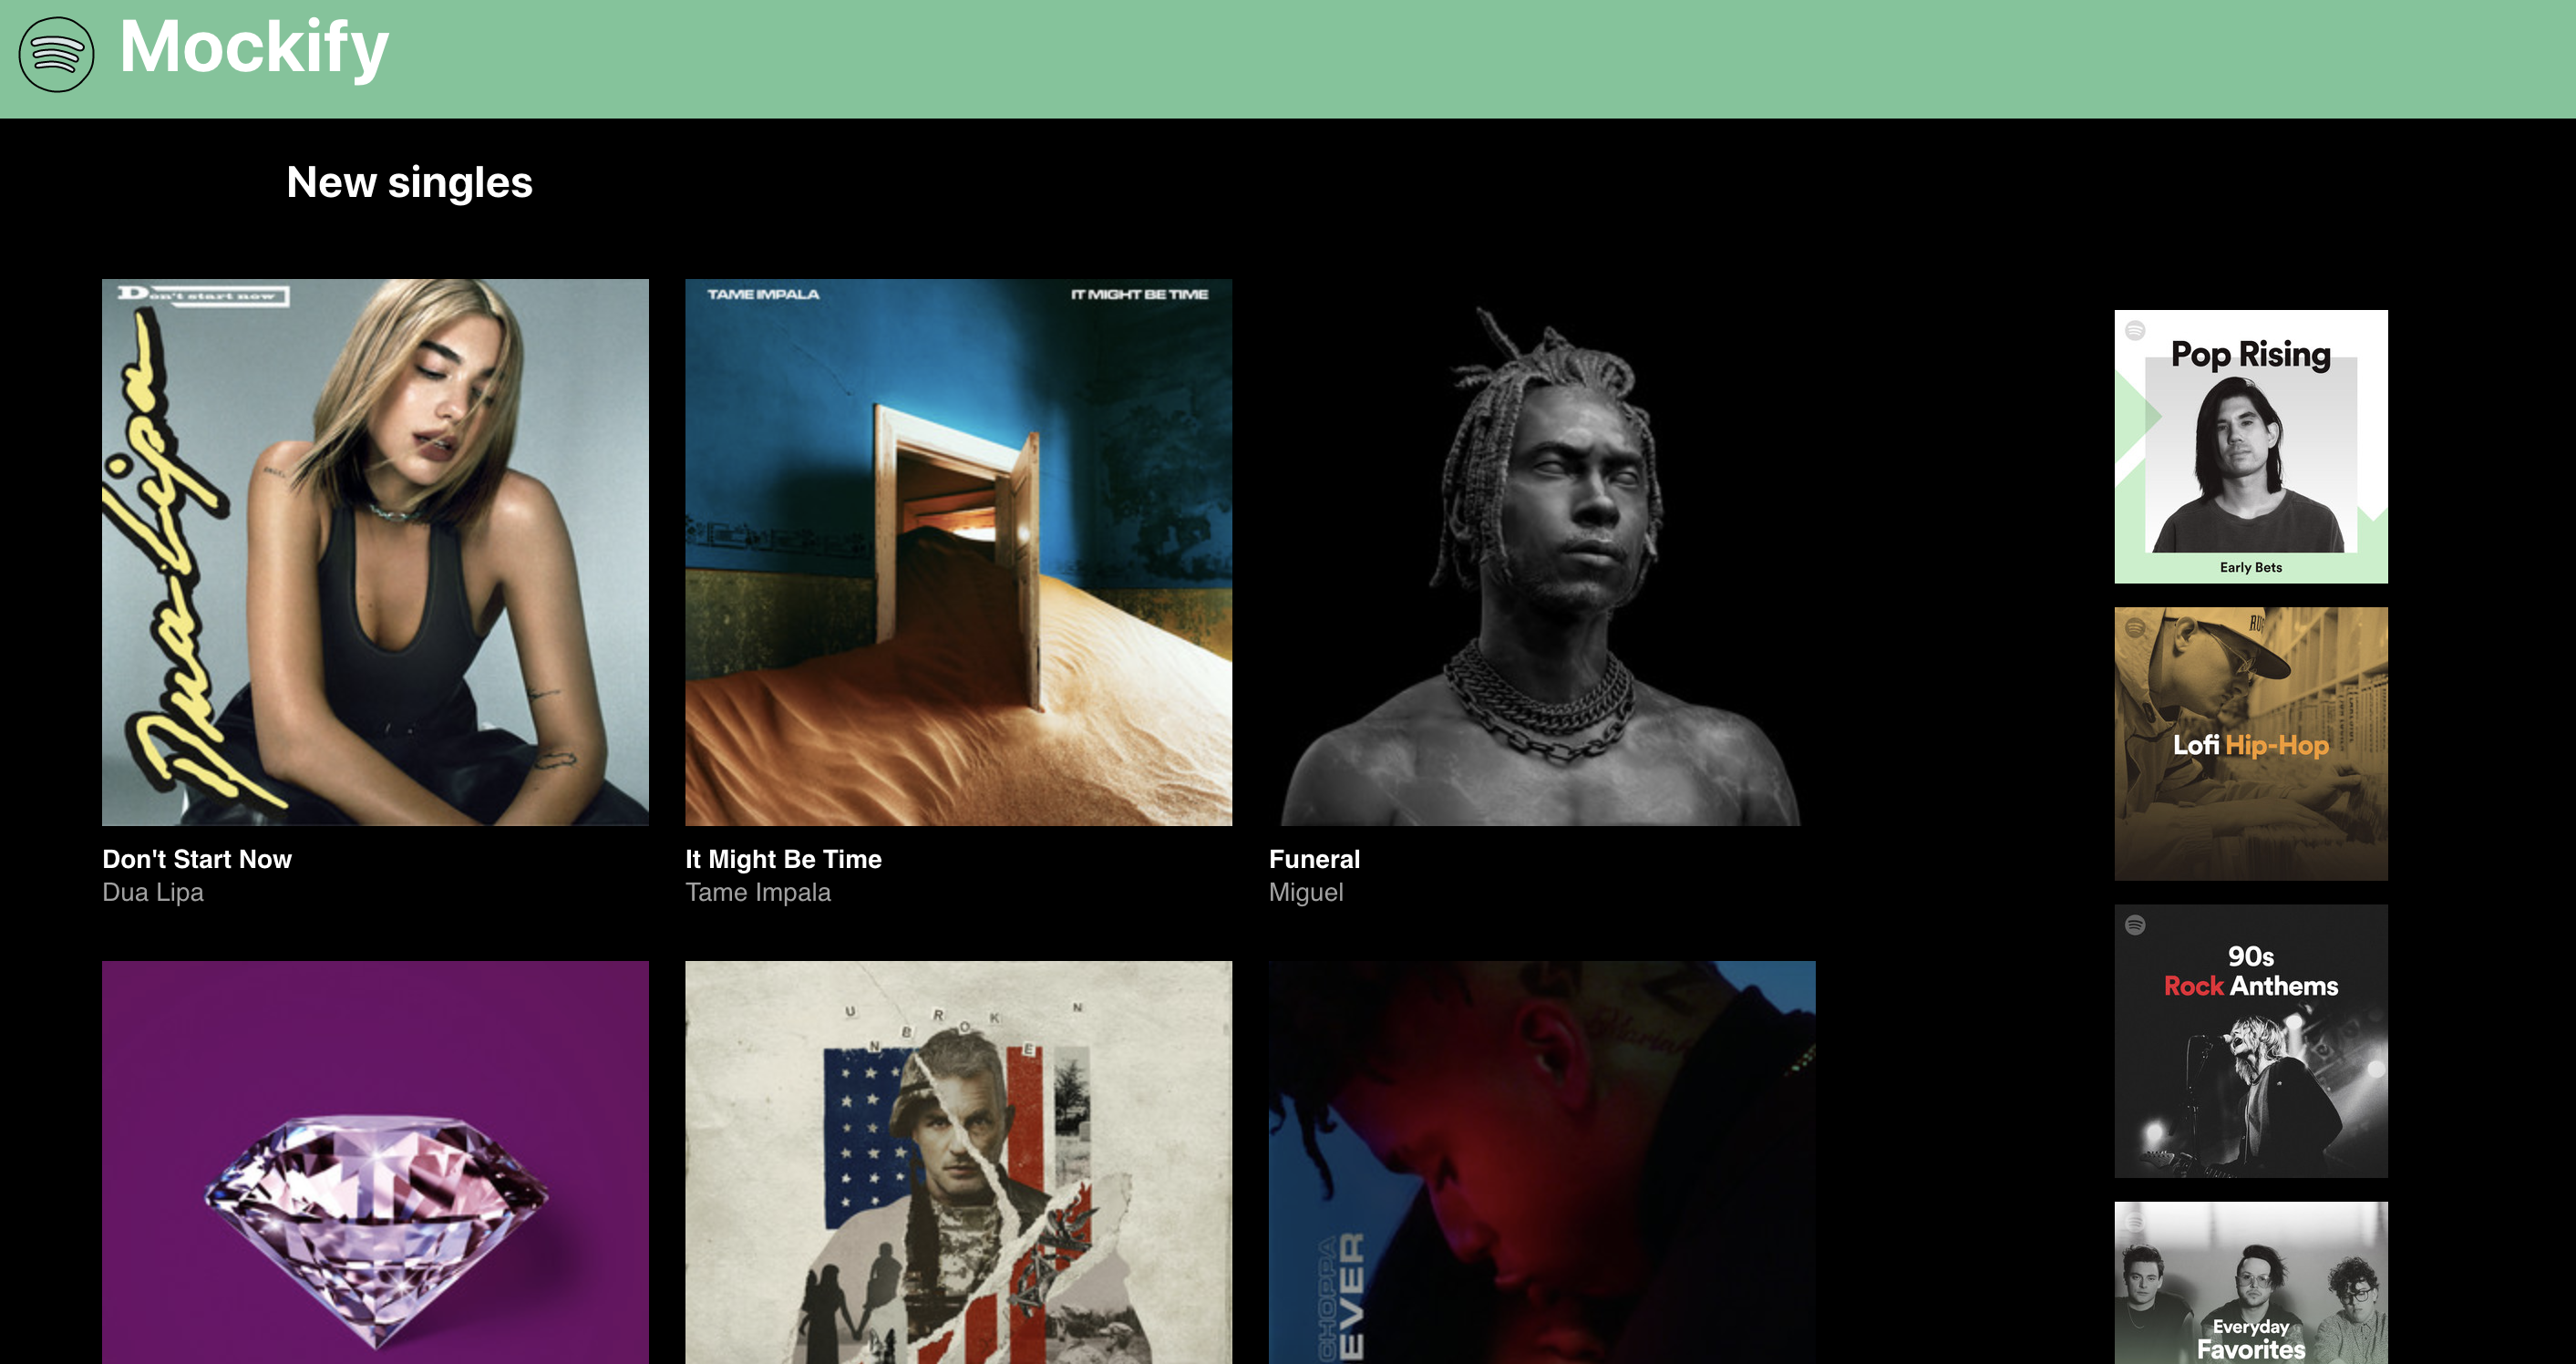 Mockify
New singles
Don't start now
Dua Lipa
TAME IMPALA
IT MIGHT BE TIME
Don't Start Now
Dua Lipa
It Might Be Time
Tame Impala
Funeral
Miguel
UNBROKEN
CHOPPA
EVER
Pop Rising
Early Bets
Lofi Hip-Hop
90s
Rock Anthems
Everyday
Favorites